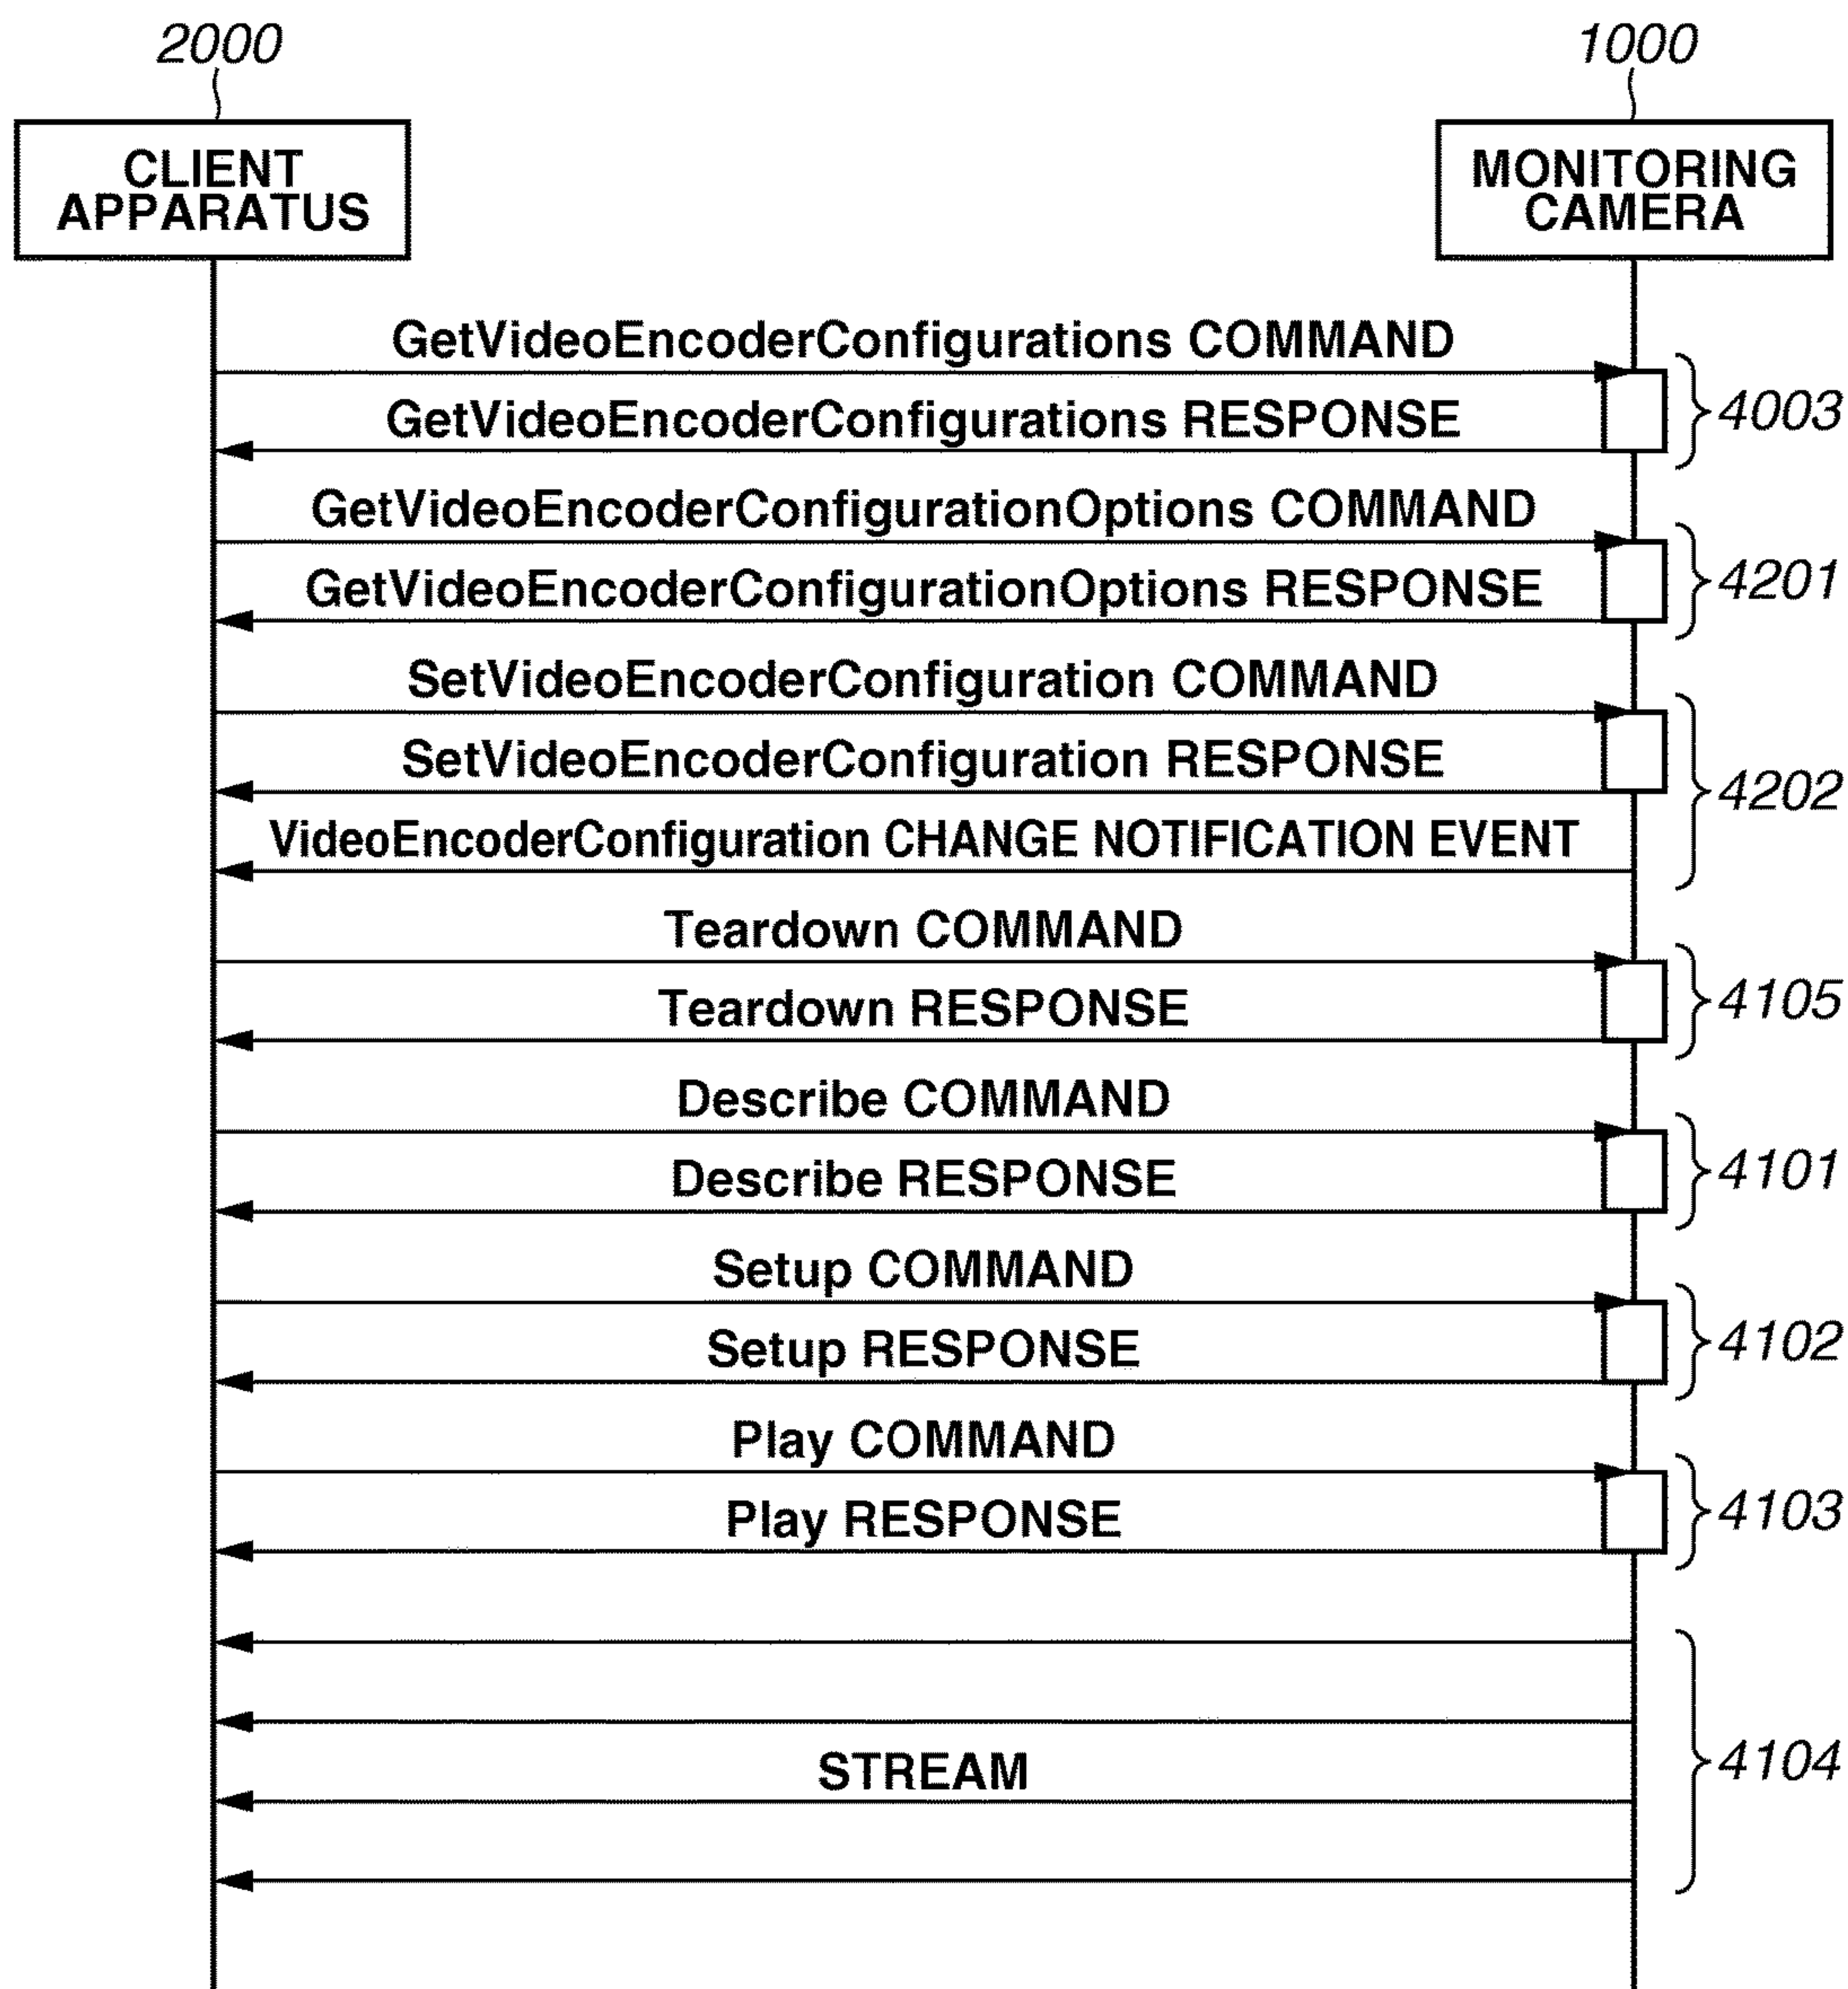 2000
1000
CLIENT
APPARATUS
MONITORING
CAMERA
GetVideoEncoderConfigurations COMMAND
GetVideoEncoderConfigurations RESPONSE
4003
GetVideoEncoderConfigurationOptions COMMAND
GetVideoEncoderConfigurationOptions RESPONSE
4201
SetVideoEncoderConfiguration COMMAND
SetVideoEncoderConfiguration RESPONSE
4202
VideoEncoderConfiguration CHANGE NOTIFICATION EVENT
Teardown COMMAND
Teardown RESPONSE
4105
Describe COMMAND
Describe RESPONSE
4101
Setup COMMAND
Setup RESPONSE
4102
Play COMMAND
Play RESPONSE
4103
STREAM
4104